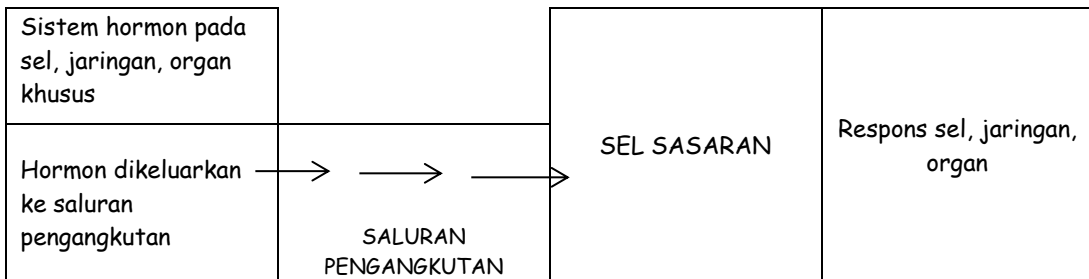 Sistem hormon pada
sel, jaringan, organ
khusus
Hormon dikeluarkan
ke saluran
pengangkutan
SALURAN
PENGANGKUTAN
SEL SASARAN
Respons sel, jaringan,
organ